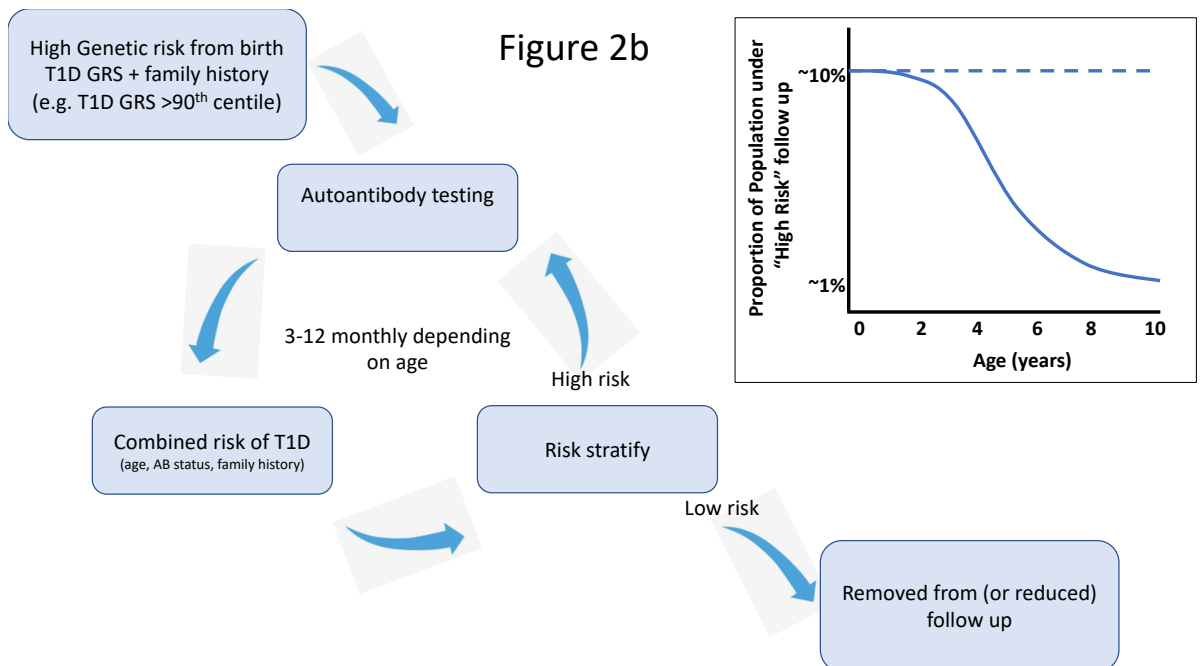 High Genetic risk from birth
T1D GRS + family history
(e.g. T1D GRS >90th centile)
Figure 2b
Autoantibody testing
3-12 monthly depending
on age
High risk
Combined risk of T1D
(age, AB status, family history)
Risk stratify
Low risk
Removed from (or reduced)
follow up
Proportion of Population under
“High Risk” follow up
~10%
~1%
0 2 4 6 8 10
Age (years)